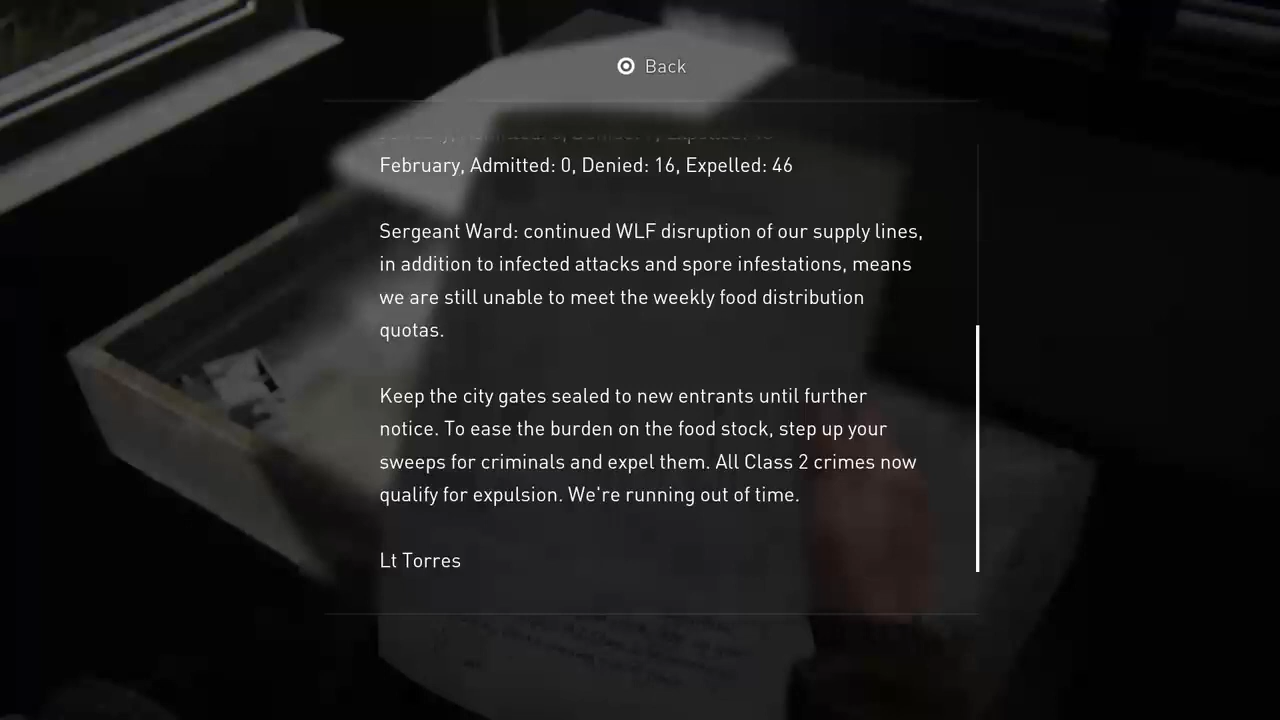 Back
February, Admitted: 0, Denied: 16, Expelled: 46
Sergeant Ward: continued WLF disruption of our supply lines,
in addition to infected attacks and spore infestations, means
we are still unable to meet the weekly food distribution
quotas.
Keep the city gates sealed to new entrants until further
notice. To ease the burden on the food stock, step up your
sweeps for criminals and expel them. All Class 2 crimes now
qualify for expulsion. We're running out of time.
Lt Torres